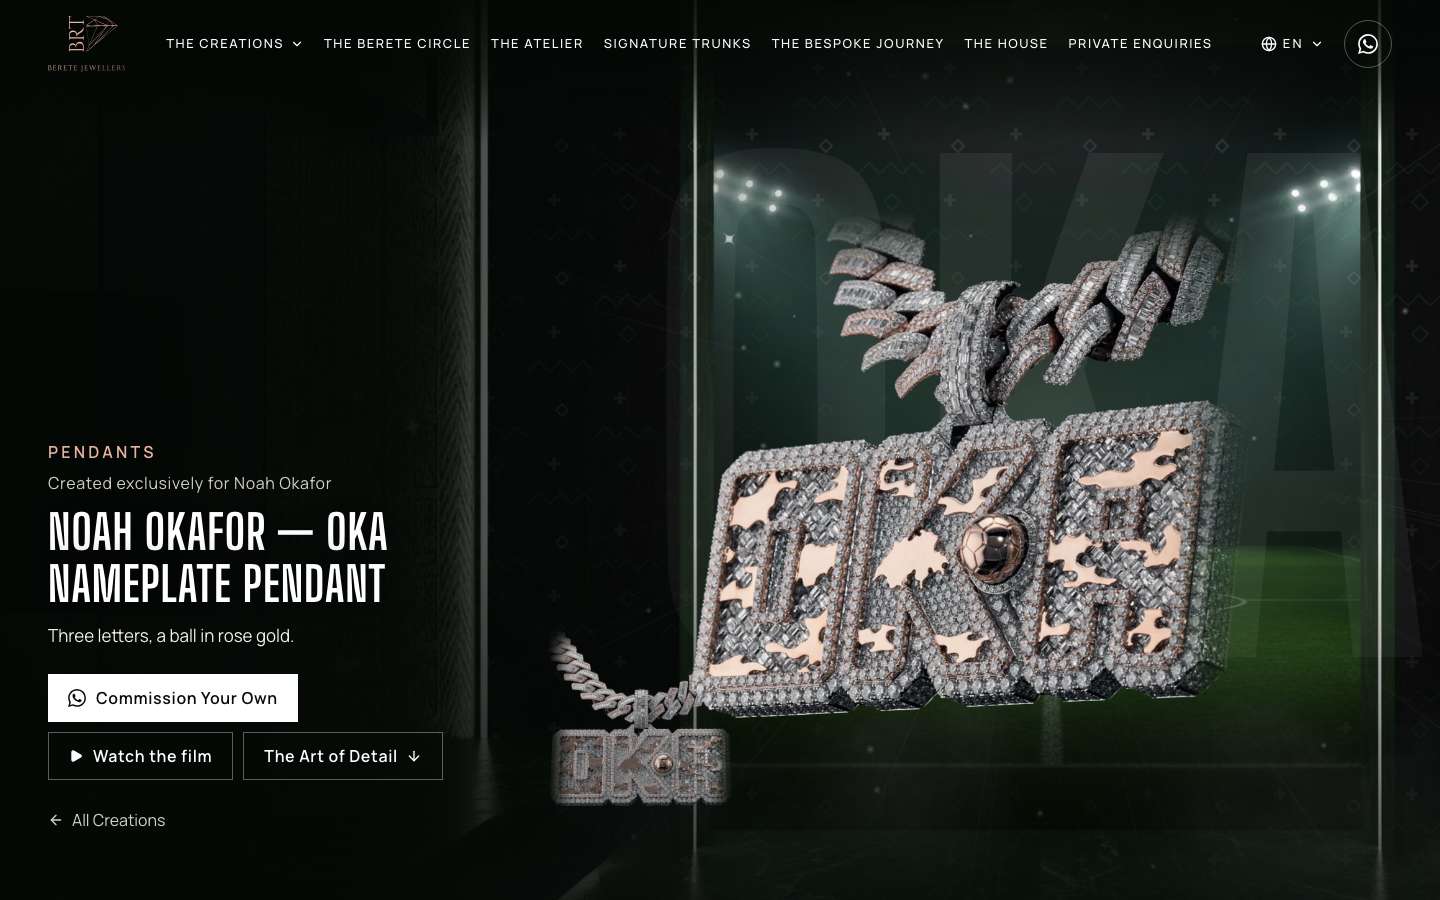 BRT
BERETE JEWELLERS
THE CREATIONS
THE BERETE CIRCLE
THE ATELIER
SIGNATURE TRUNKS
THE BESPOKE JOURNEY
THE HOUSE
PRIVATE ENQUIRIES
EN
OKA
PENDANTS
Created exclusively for Noah Okafor
NOAH OKAFOR — OKA
NAMEPLATE PENDANT
Three letters, a ball in rose gold.
Commission Your Own
Watch the film
The Art of Detail
All Creations
OKA
OKA